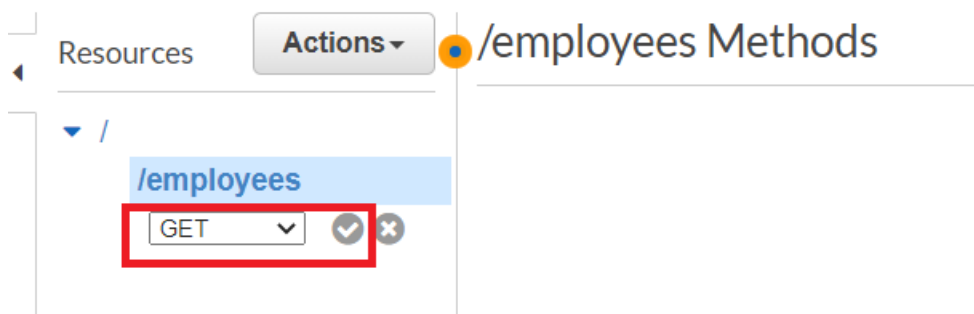 Resources
Actions
/employees Methods
/
/employees
GET